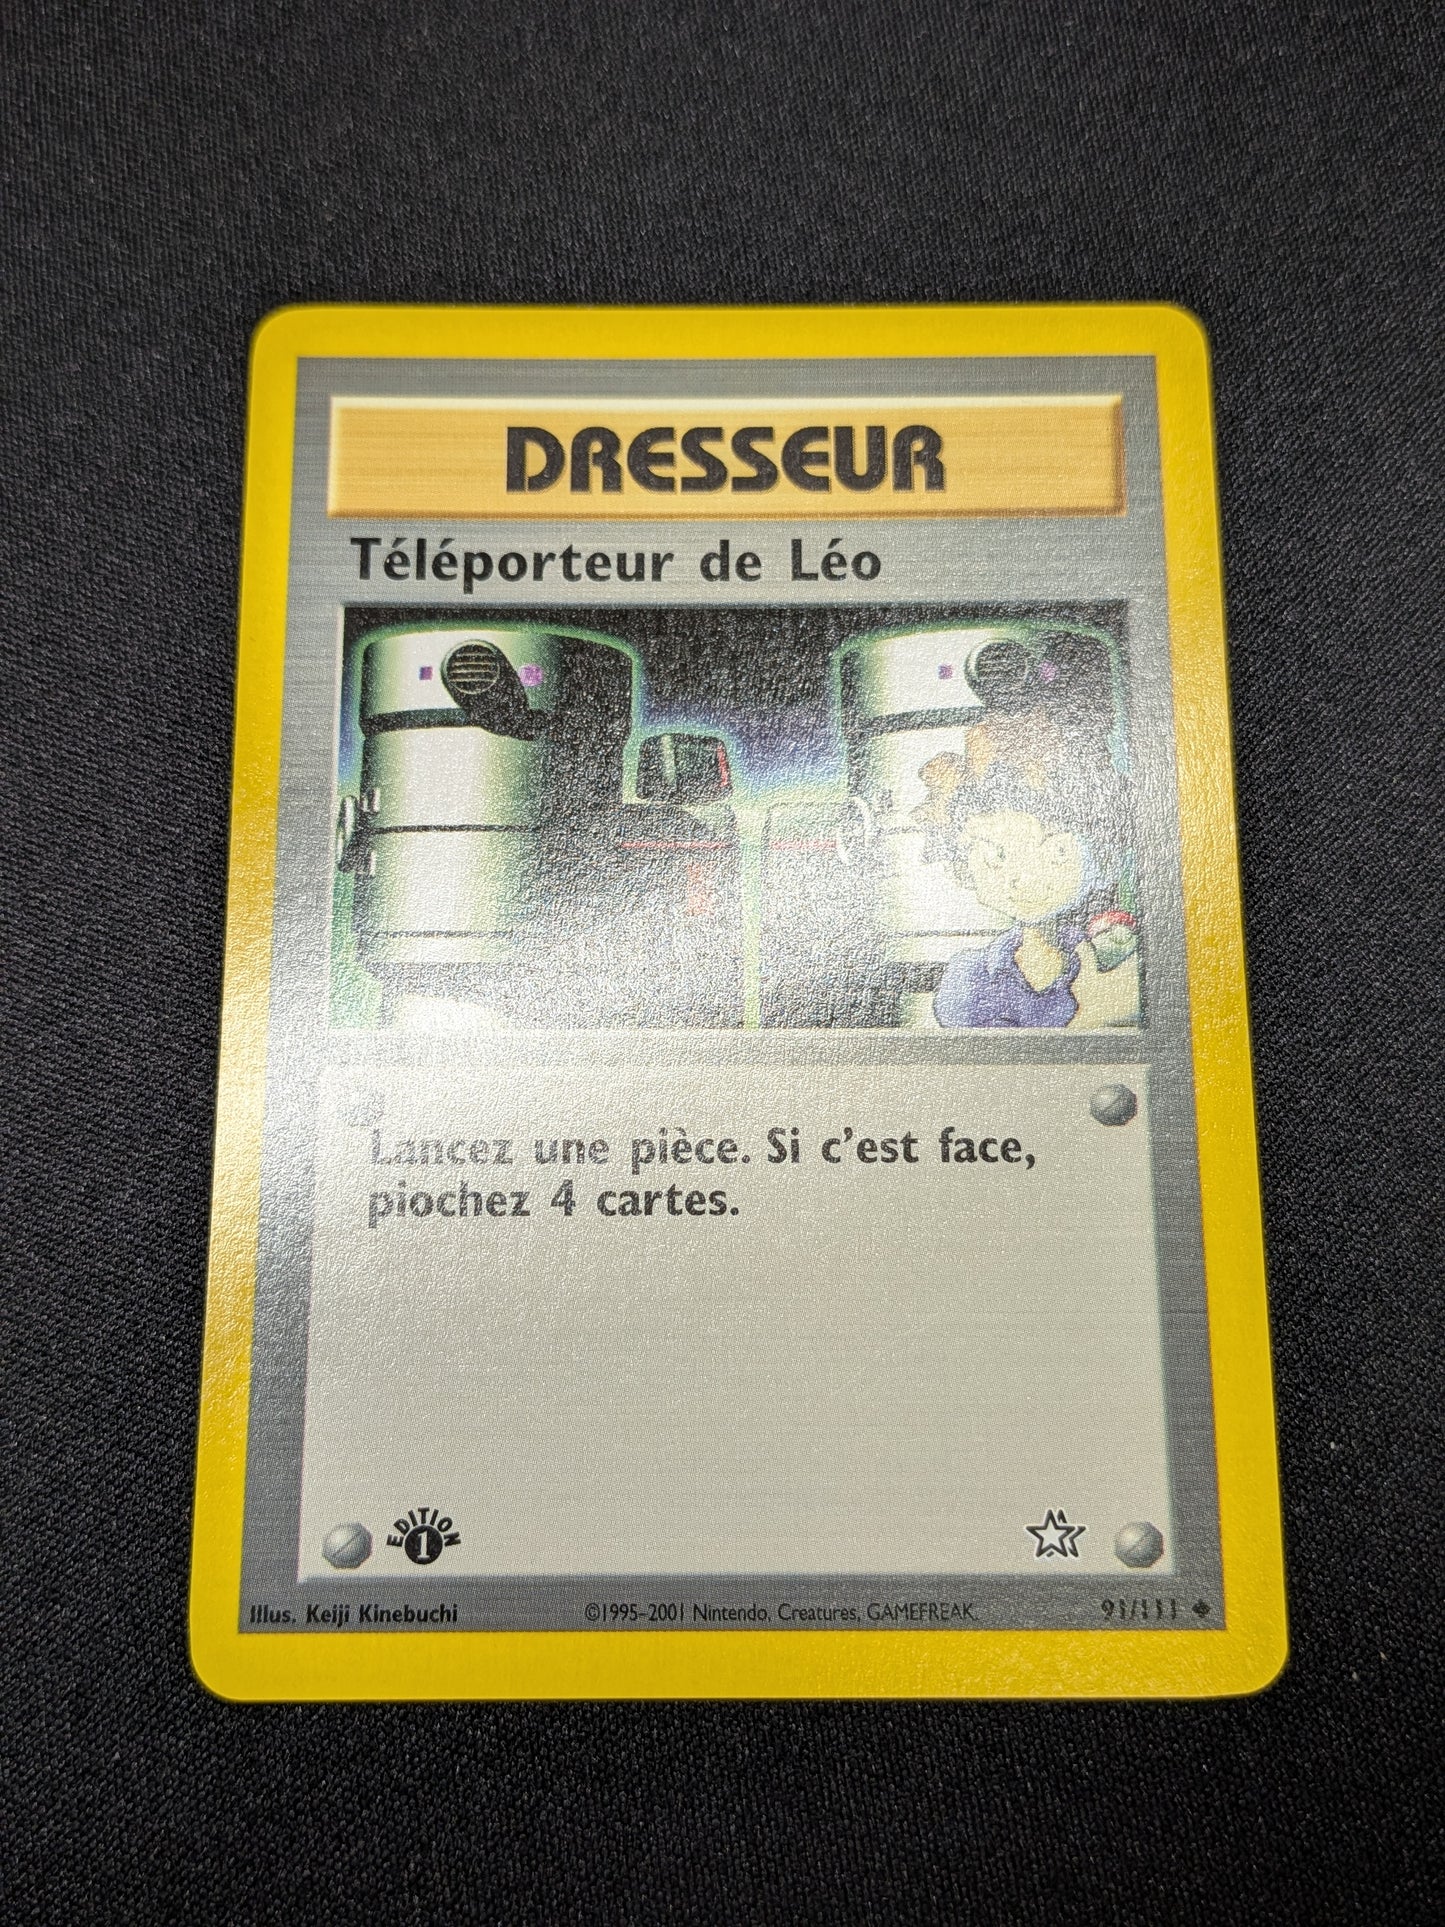 DRESSEUR
Téléporteur de Léo
Lancez une pièce. Si c'est face,
piochez 4 cartes.
EDITION
1
Illus. Keiji Kinebuchi ©1995-2001 Nintendo, Creatures, GAMEFREAK. 91/111